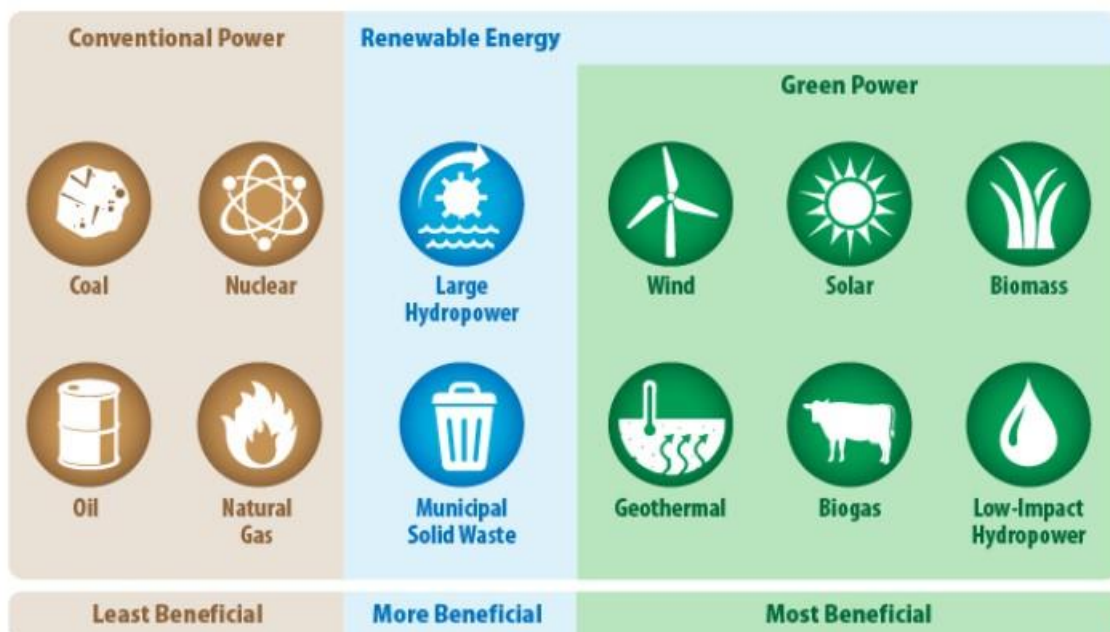 Conventional Power
Renewable Energy
Green Power
Coal
Nuclear
Large
Hydropower
Wind
Solar
Biomass
Oil
Natural
Gas
Municipal
Solid Waste
Geothermal
Biogas
Low-Impact
Hydropower
Least Beneficial
More Beneficial
Most Beneficial